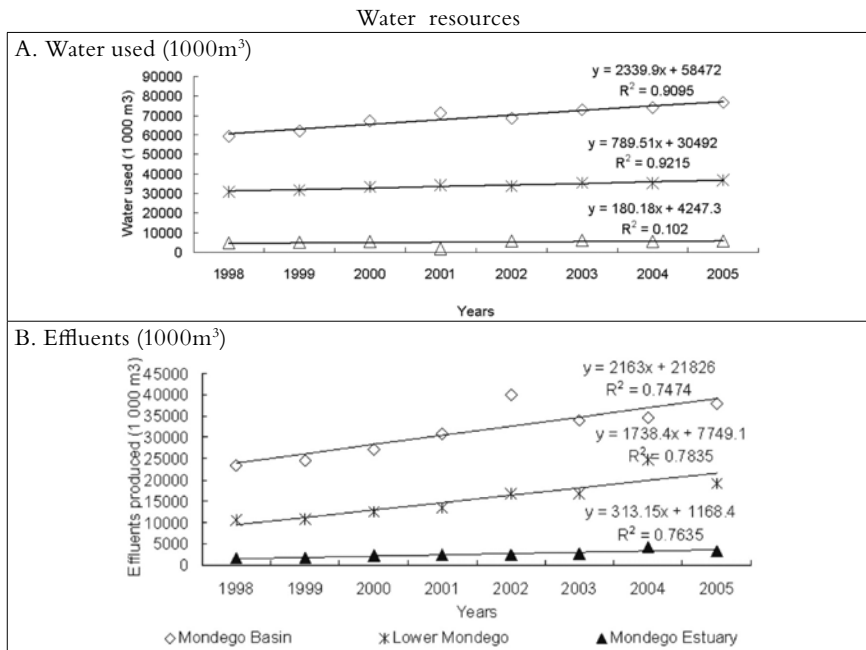 Water resources
A. Water used (1000m³)
Water used (1 000 m3)
90000
80000
70000
60000
50000
40000
30000
20000
10000
0
y = 2339.9x + 58472
R² = 0.9095
y = 789.51x + 30492
R² = 0.9215
y = 180.18x + 4247.3
R² = 0.102
1998 1999 2000 2001 2002 2003 2004 2005
Years
B. Effluents (1000m³)
Effluents produced (1 000 m3)
45000
40000
35000
30000
25000
20000
15000
10000
5000
0
y = 2163x + 21826
R² = 0.7474
y = 1738.4x + 7749.1
R² = 0.7835
y = 313.15x + 1168.4
R² = 0.7635
1998 1999 2000 2001 2002 2003 2004 2005
Years
Mondego Basin Lower Mondego Mondego Estuary